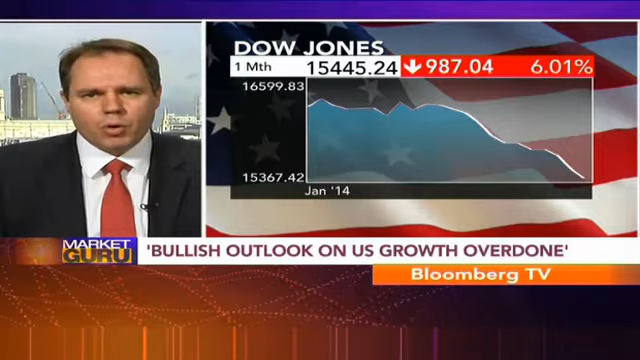 DOW JONES
1 Mth 15445.24 987.04 6.01%
16599.83
15367.42
Jan '14
MARKET
GURU
'BULLISH OUTLOOK ON US GROWTH OVERDONE'
Bloomberg TV